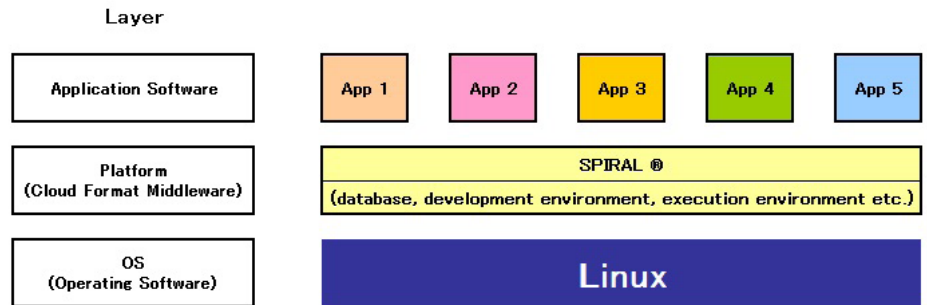 Layer
Application Software
App 1
App 2
App 3
App 4
App 5
Platform
(Cloud Format Middleware)
SPIRAL ®
(database, development environment, execution environment etc.)
OS
(Operating Software)
Linux